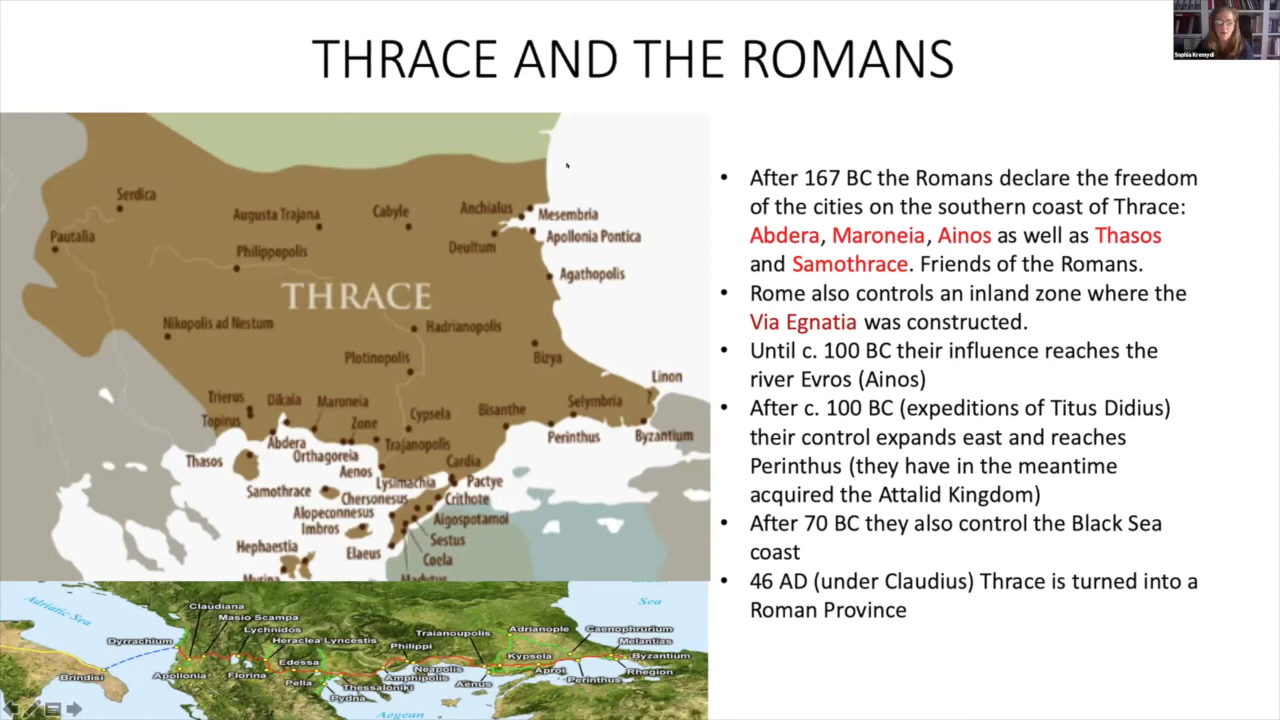 THRACE AND THE ROMANS
Sophia Kremydi
Serdica
Augusta Trajana
Cabyle
Anchialus
Mesembria
Pautalia
Philippopolis
Deultum
Apollonia Pontica
Agathopolis
THRACE
Nikopolis ad Nestum
Hadrianopolis
Plotinopolis
Bizya
Linon
?
Trierus
Dikaia
Maroneia
Cypsela
Bisanthe
Selymbria
Topirus
Zone
Abdera
Trajanopolis
Perinthus
Byzantium
Orthagoreia
Thasos
Aenos
Cardia
Lysimachia
Pactye
Samothrace
Chersonesus
Crithote
Alopeconnesus
Aigospotamoi
Imbros
Sestus
Hephaestia
Elaeus
Coela
Myrina
Madytus
• After 167 BC the Romans declare the freedom
of the cities on the southern coast of Thrace:
Abdera, Maroneia, Ainos as well as Thasos
and Samothrace. Friends of the Romans.
• Rome also controls an inland zone where the
Via Egnatia was constructed.
• Until c. 100 BC their influence reaches the
river Evros (Ainos)
• After c. 100 BC (expeditions of Titus Didius)
their control expands east and reaches
Perinthus (they have in the meantime
acquired the Attalid Kingdom)
• After 70 BC they also control the Black Sea
coast
• 46 AD (under Claudius) Thrace is turned into a
Roman Province
Adriatic Sea
Claudiana
Masio Scampa
Lychnidos
Heraclea Lyncestis
Dyrrachium
Edessa
Apollonia
Florina
Pella
Brindisi
Pydna
Thessaloniki
Amphipolis
Neapolis
Philippi
Traianoupolis
Adrianople
Caenophrurium
Melantias
Kypsela
Byzantium
Aproi
Rhegion
Aenus
Perinthus
Sea
Aegean